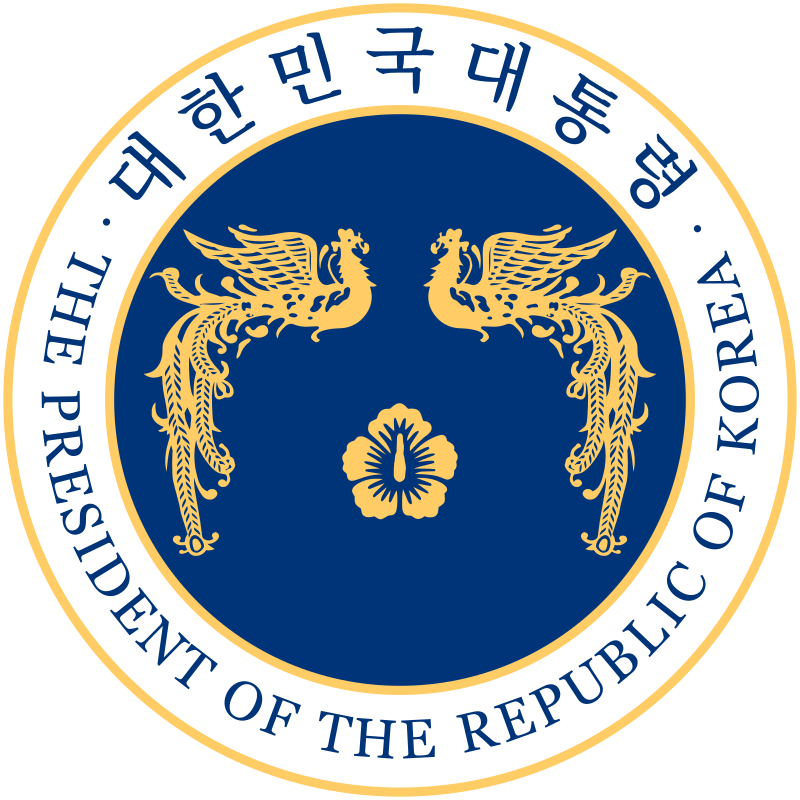 대한민국대통령
· THE PRESIDENT OF THE REPUBLIC OF KOREA ·